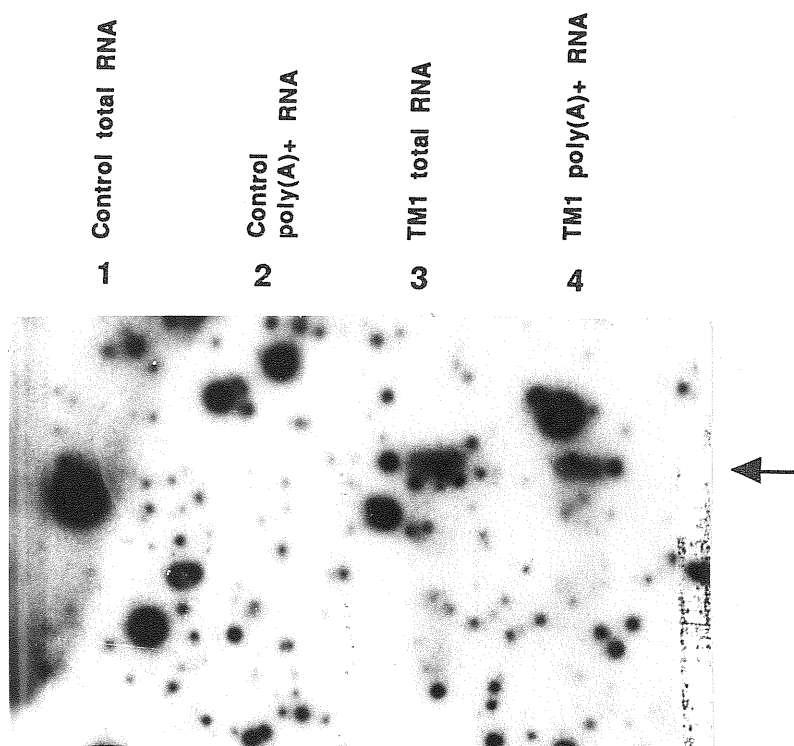 Control total RNA
Control
poly(A)+ RNA
TM1 total RNA
TM1 poly(A)+ RNA
1
2
3
4